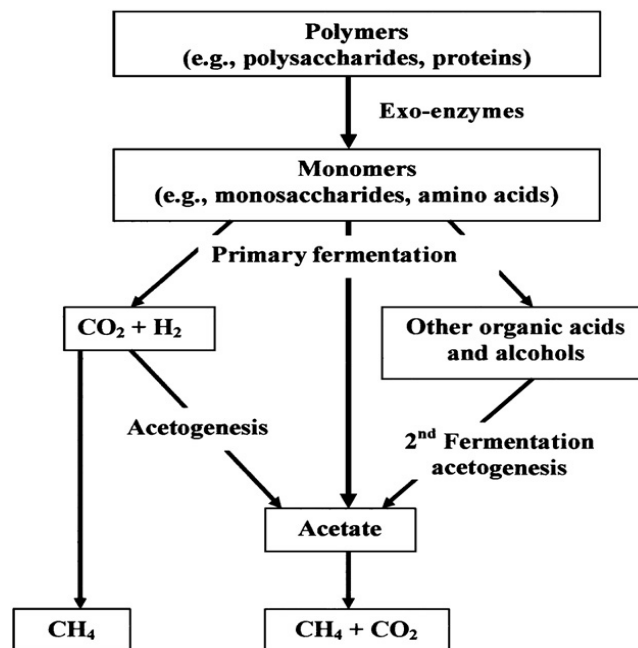 Polymers
(e.g., polysaccharides, proteins)
Exo-enzymes
Monomers
(e.g., monosaccharides, amino acids)
Primary fermentation
CO₂ + H₂
Other organic acids
and alcohols
Acetogenesis
2ⁿᵈ Fermentation
acetogenesis
Acetate
CH₄
CH₄ + CO₂